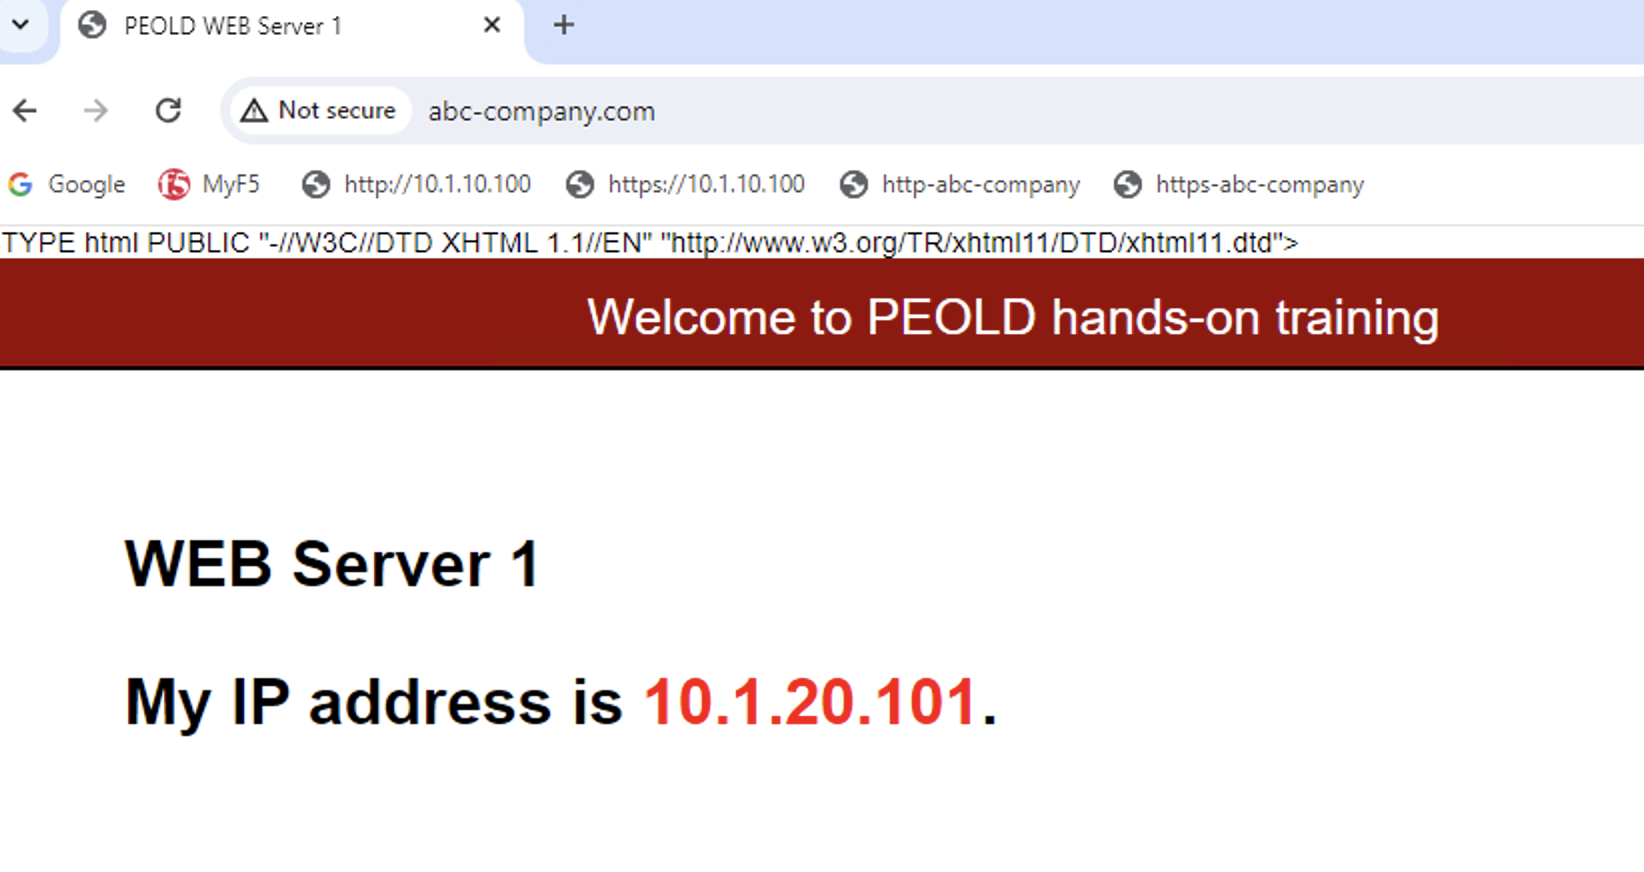 PEOLD WEB Server 1
Not secure abc-company.com
Google MyF5 http://10.1.10.100 https://10.1.10.100 http-abc-company https-abc-company
TYPE html PUBLIC "-//W3C//DTD XHTML 1.1//EN" "http://www.w3.org/TR/xhtml11/DTD/xhtml11.dtd">
Welcome to PEOLD hands-on training
WEB Server 1
My IP address is 10.1.20.101.